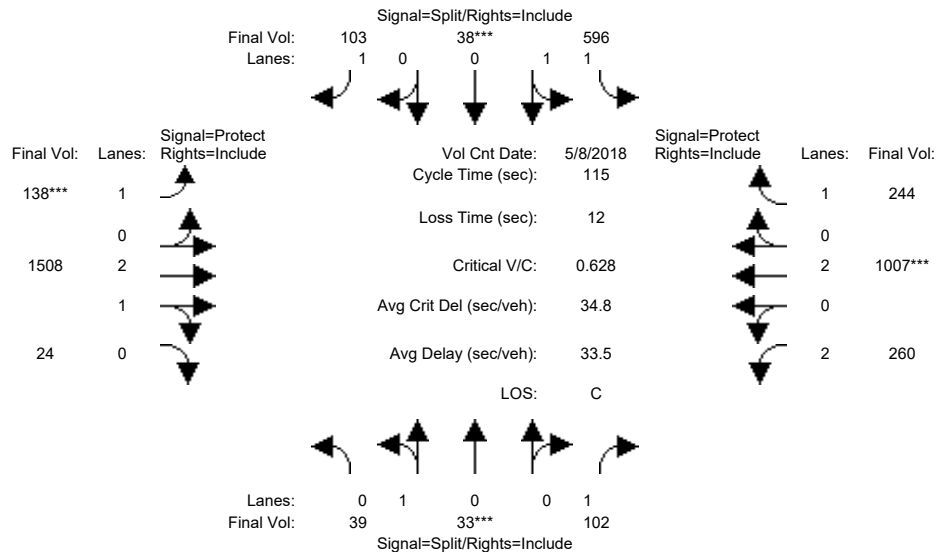 Signal=Split/Rights=Include
Final Vol: 103 38*** 596
Lanes: 1 0 0 1 1
Signal=Protect
Final Vol: Lanes: Rights=Include
Vol Cnt Date: 5/8/2018
Signal=Protect
Rights=Include Lanes: Final Vol:
Cycle Time (sec): 115
138*** 1
1 244
Loss Time (sec): 12
0
0
1508 2
Critical V/C: 0.628
2 1007***
1
Avg Crit Del (sec/veh): 34.8
0
24 0
Avg Delay (sec/veh): 33.5
2 260
LOS: C
Lanes: 0 1 0 0 1
Final Vol: 39 33*** 102
Signal=Split/Rights=Include